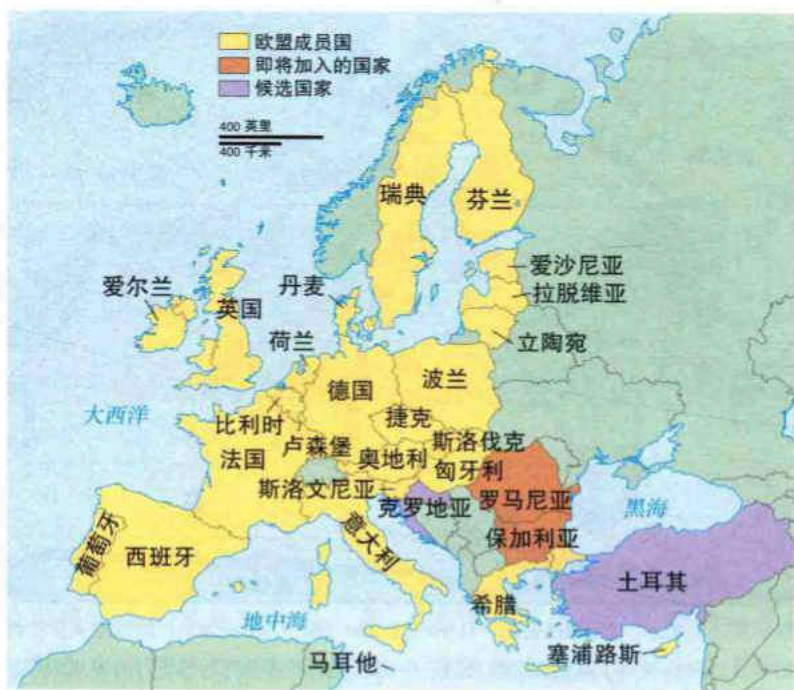 欧盟成员国
即将加入的国家
候选国家
400 英里
400 千米
瑞典
芬兰
爱沙尼亚
拉脱维亚
立陶宛
爱尔兰
英国
丹麦
荷兰
大西洋
德国
波兰
比利时
卢森堡
捷克
斯洛伐克
法国
奥地利
匈牙利
斯洛文尼亚
克罗地亚
罗马尼亚
黑海
保加利亚
葡萄牙
西班牙
意大利
土耳其
希腊
地中海
马耳他
塞浦路斯